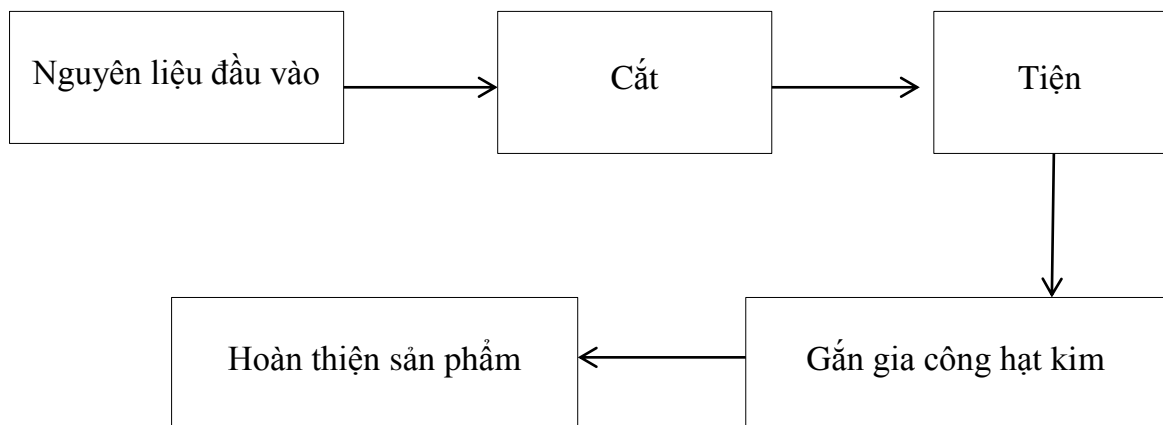 Nguyên liệu đầu vào
Cắt
Tiện
Gắn gia công hạt kim
Hoàn thiện sản phẩm